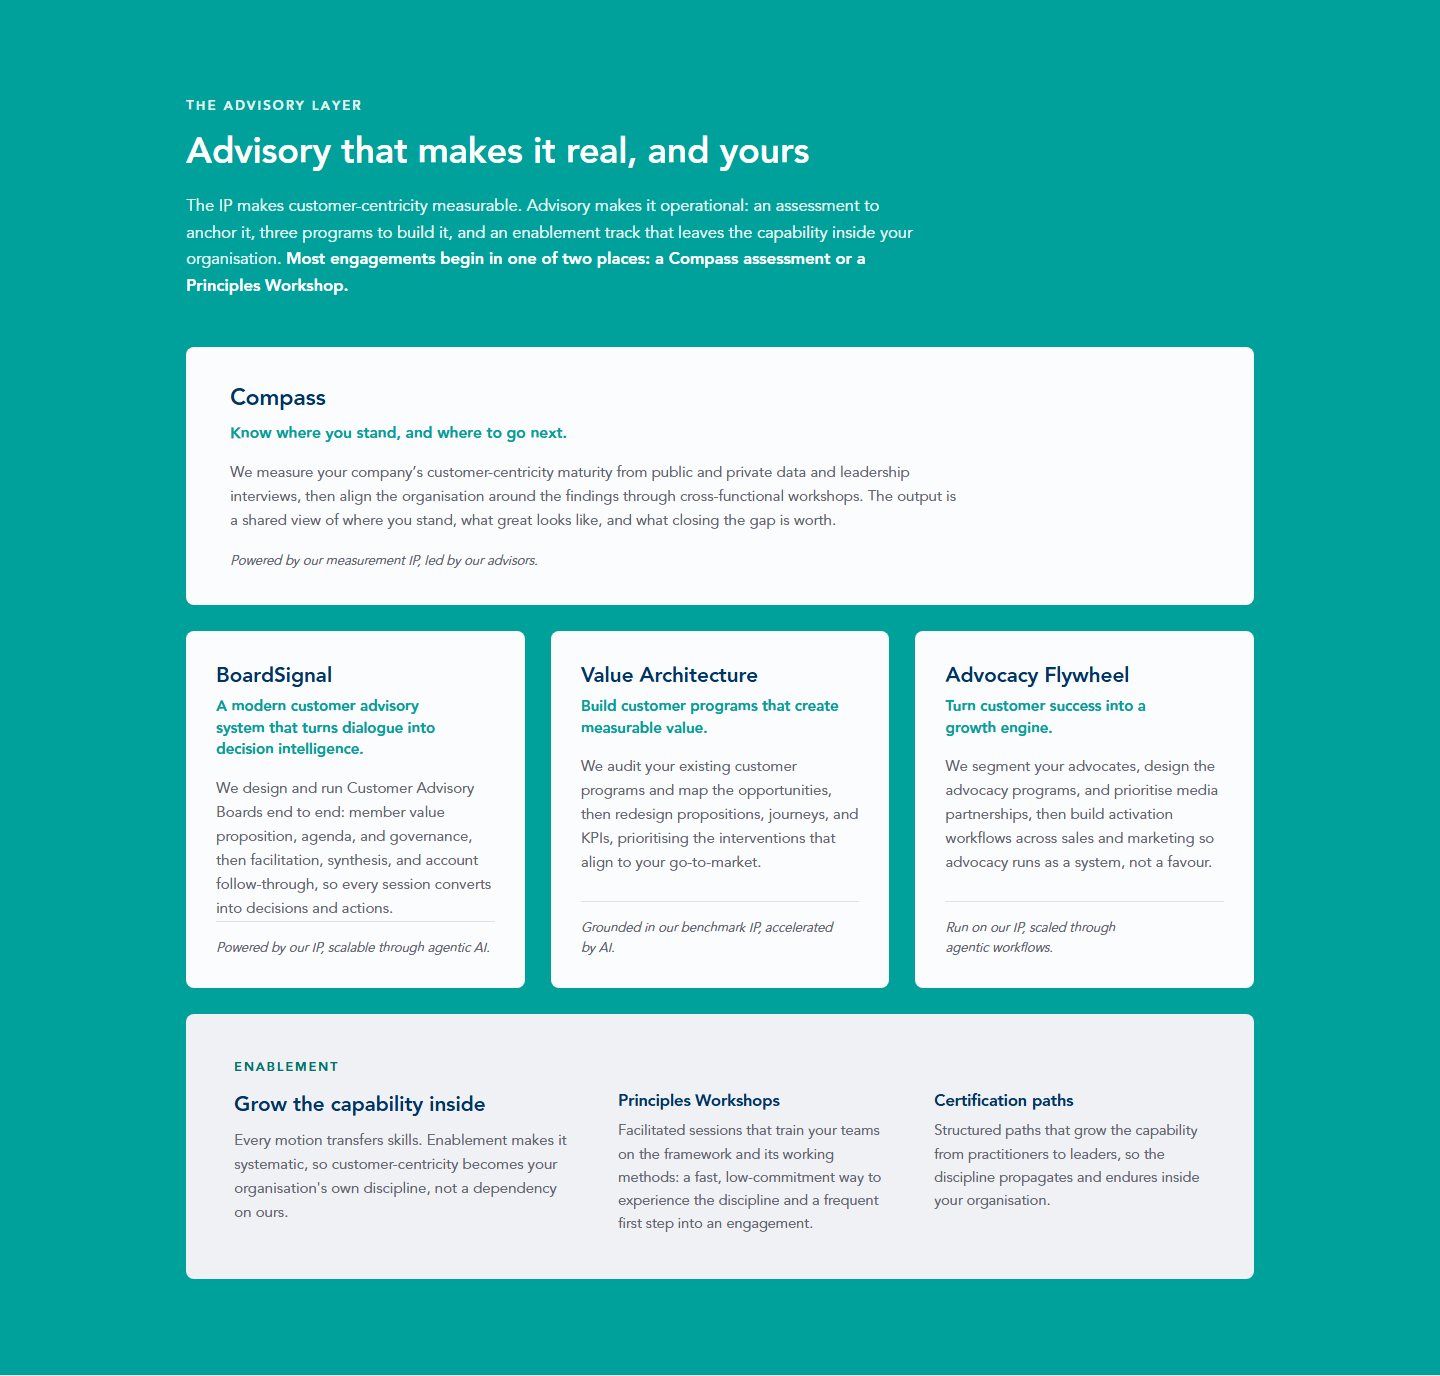 THE ADVISORY LAYER
Advisory that makes it real, and yours
The IP makes customer-centricity measurable. Advisory makes it operational: an assessment to
anchor it, three programs to build it, and an enablement track that leaves the capability inside your
organisation. Most engagements begin in one of two places: a Compass assessment or a
Principles Workshop.
Compass
Know where you stand, and where to go next.
We measure your company’s customer-centricity maturity from public and private data and leadership
interviews, then align the organisation around the findings through cross-functional workshops. The output is
a shared view of where you stand, what great looks like, and what closing the gap is worth.
Powered by our measurement IP, led by our advisors.
BoardSignal
A modern customer advisory
system that turns dialogue into
decision intelligence.
We design and run Customer Advisory
Boards end to end: member value
proposition, agenda, and governance,
then facilitation, synthesis, and account
follow-through, so every session converts
into decisions and actions.
Powered by our IP, scalable through agentic AI.
Value Architecture
Build customer programs that create
measurable value.
We audit your existing customer
programs and map the opportunities,
then redesign propositions, journeys, and
KPIs, prioritising the interventions that
align to your go-to-market.
Grounded in our benchmark IP, accelerated
by AI.
Advocacy Flywheel
Turn customer success into a
growth engine.
We segment your advocates, design the
advocacy programs, and prioritise media
partnerships, then build activation
workflows across sales and marketing so
advocacy runs as a system, not a favour.
Run on our IP, scaled through
agentic workflows.
ENABLEMENT
Grow the capability inside
Every motion transfers skills. Enablement makes it
systematic, so customer-centricity becomes your
organisation's own discipline, not a dependency
on ours.
Principles Workshops
Facilitated sessions that train your teams
on the framework and its working
methods: a fast, low-commitment way to
experience the discipline and a frequent
first step into an engagement.
Certification paths
Structured paths that grow the capability
from practitioners to leaders, so the
discipline propagates and endures inside
your organisation.